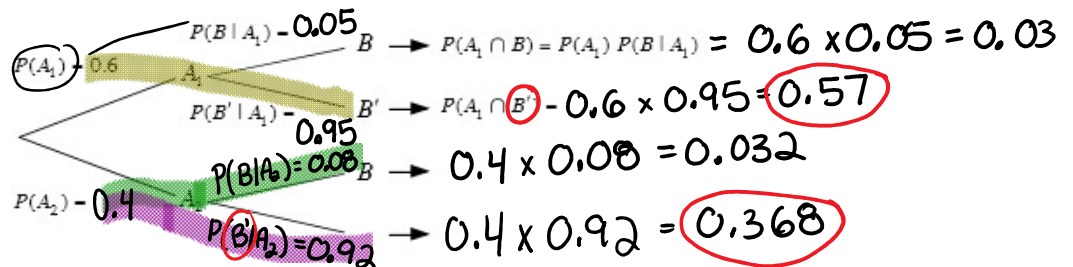 P(B | A₁) - 0.05
B → P(A₁ ∩ B) = P(A₁) P(B | A₁) = 0.6 x 0.05 = 0.03
P(A₁) - 0.6
A₁
P(B' | A₁) - 0.95
B' → P(A₁ ∩ B') - 0.6 x 0.95 = 0.57
P(B|A₂) = 0.08
B → 0.4 x 0.08 = 0.032
P(A₂) - 0.4
A₂
P(B'|A₂) = 0.92
→ 0.4 x 0.92 = 0.368